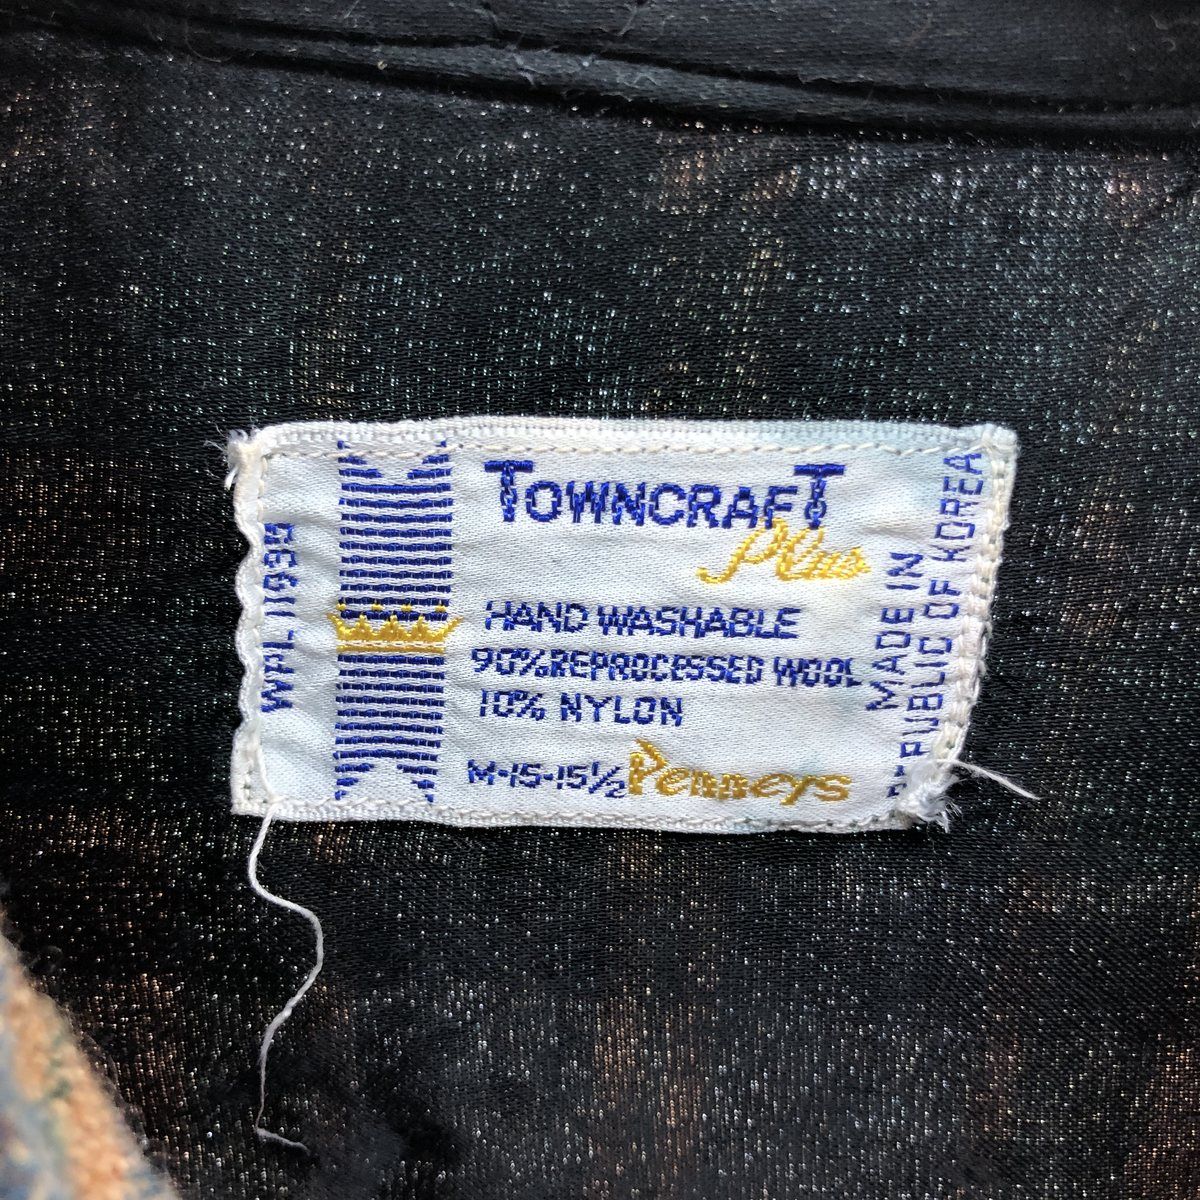 TOWNCRAFT
Plus
HAND WASHABLE
90% REPROCESSED WOOL
10% NYLON
M-15-15½ Penneys
WPL 11935
MADE IN
REPUBLIC OF KOREA